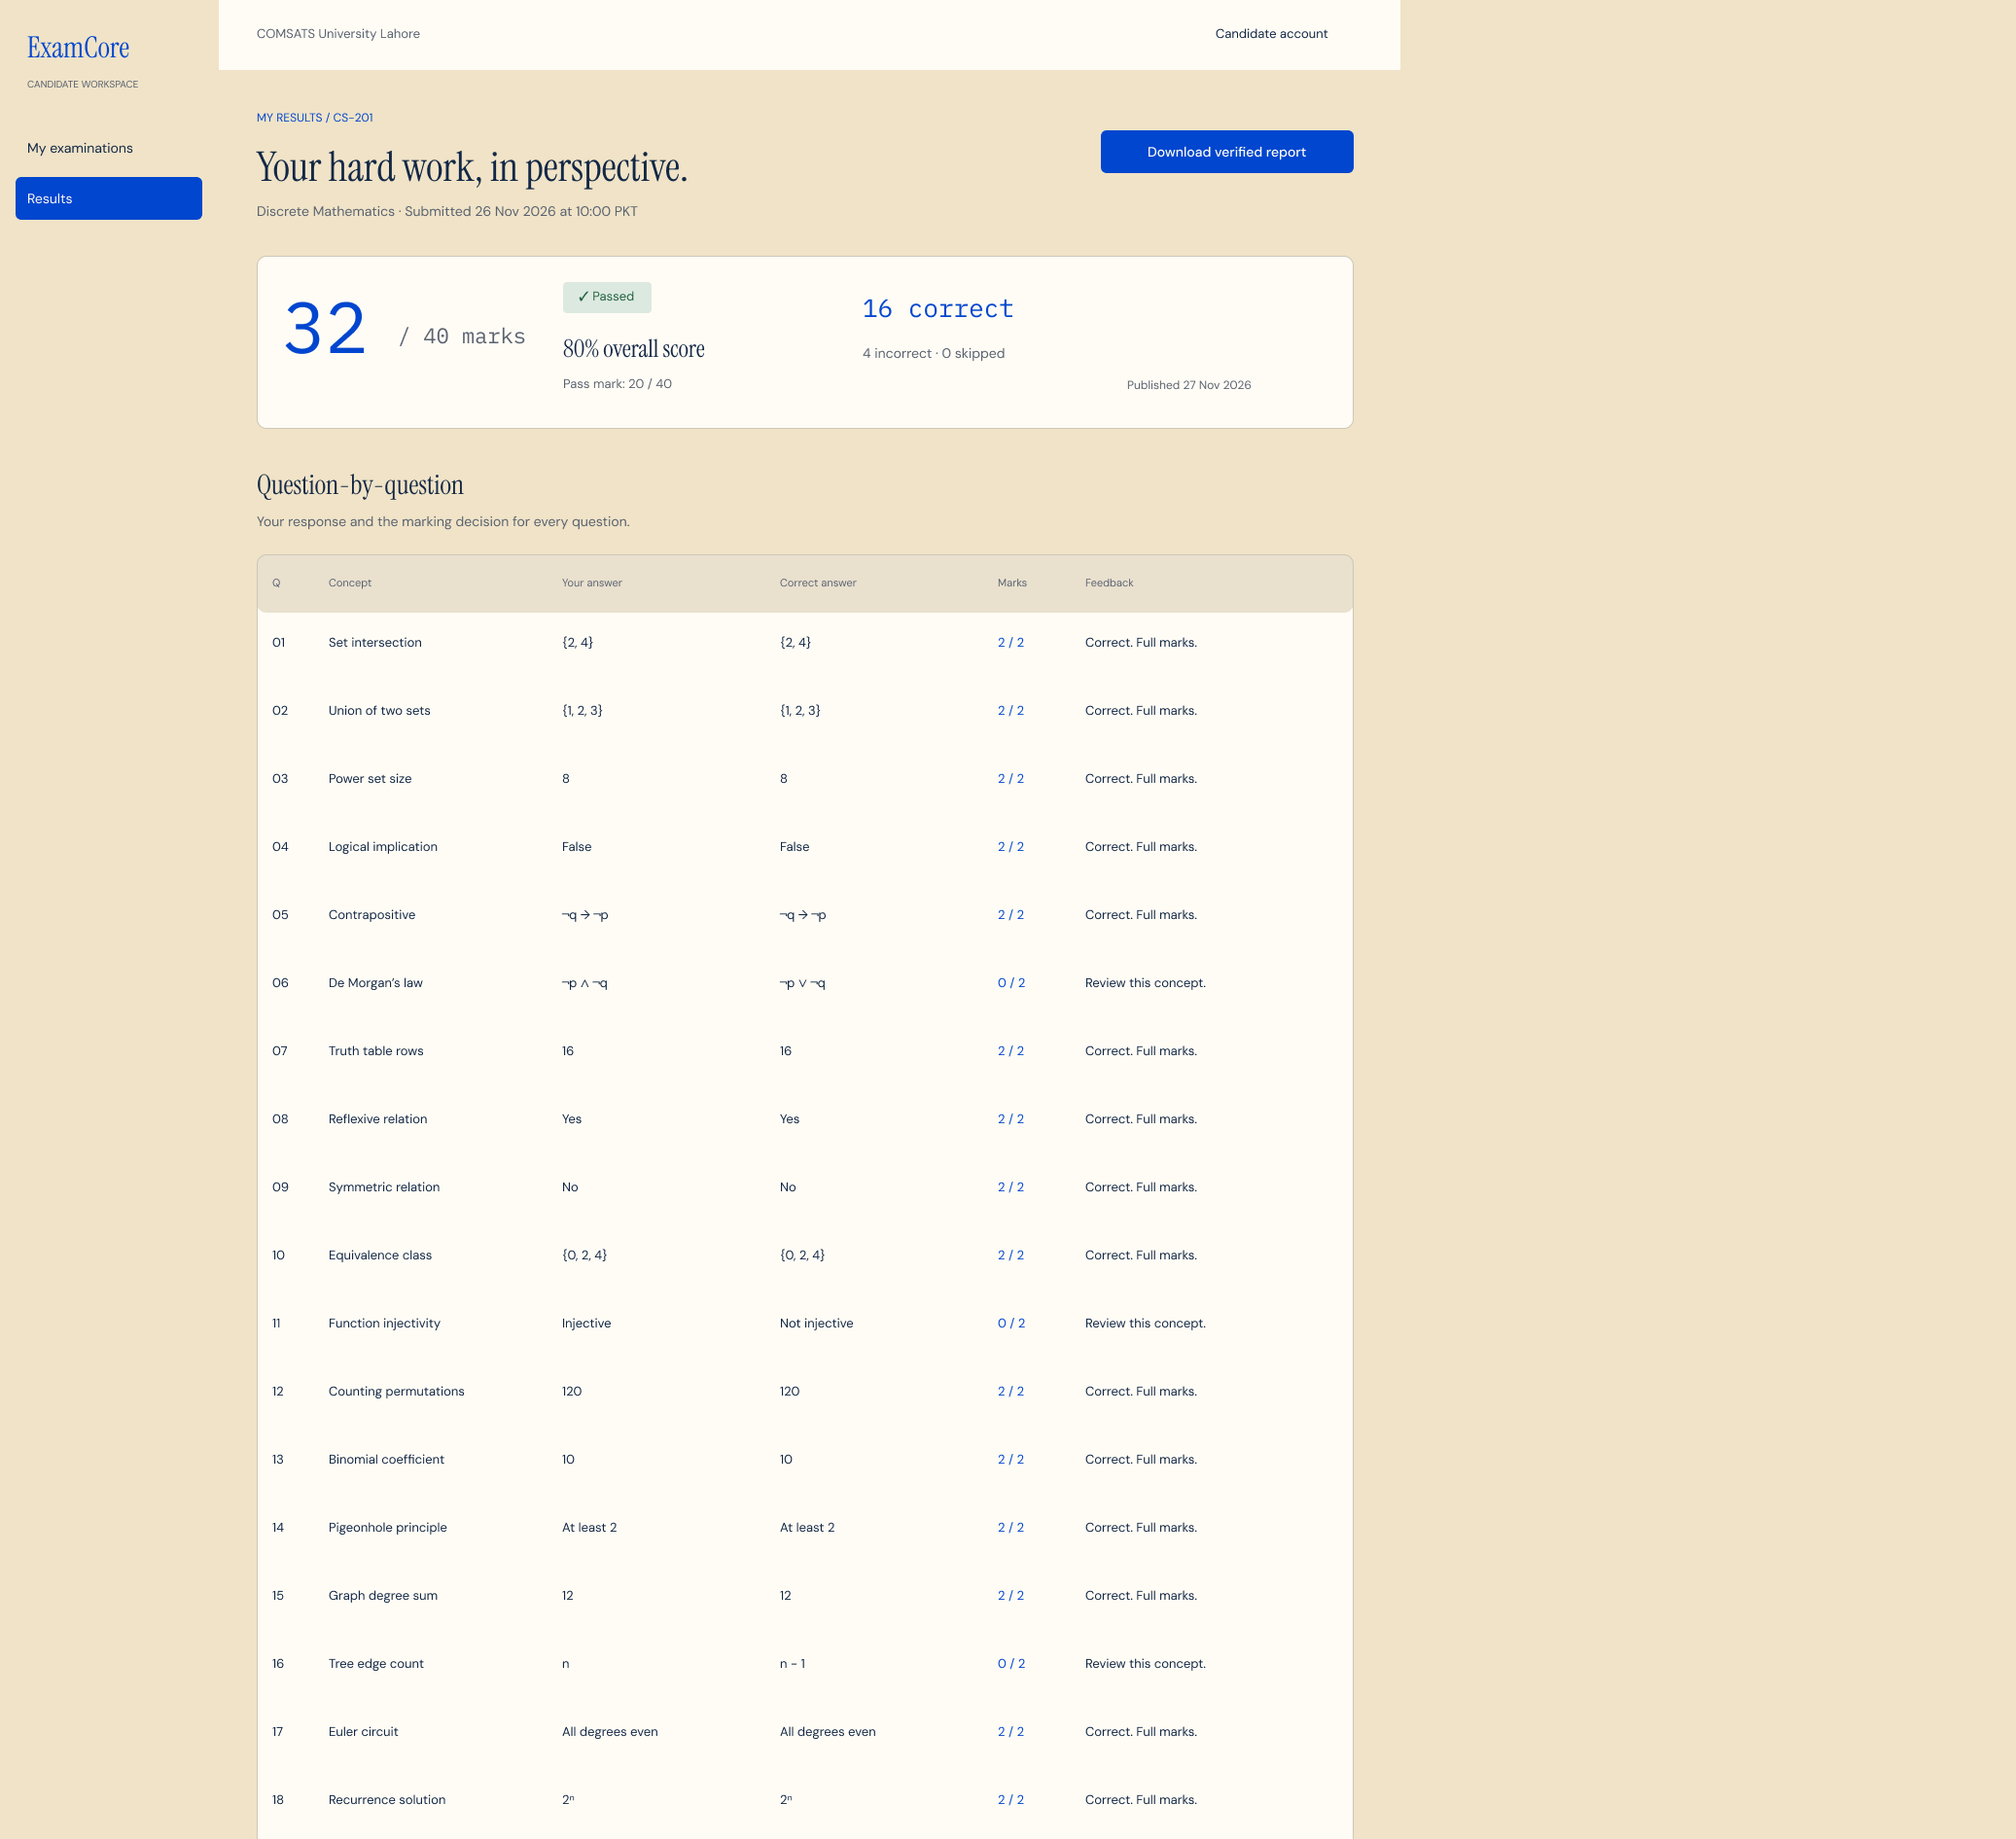 ExamCore
CANDIDATE WORKSPACE
My examinations
Results
COMSATS University Lahore
Candidate account
MY RESULTS / CS-201
Your hard work, in perspective.
Discrete Mathematics · Submitted 26 Nov 2026 at 10:00 PKT
Download verified report
32 / 40 marks
✓ Passed
80% overall score
Pass mark: 20 / 40
16 correct
4 incorrect · 0 skipped
Published 27 Nov 2026
Question-by-question
Your response and the marking decision for every question.
Q Concept Your answer Correct answer Marks Feedback
01 Set intersection {2, 4} {2, 4} 2 / 2 Correct. Full marks.
02 Union of two sets {1, 2, 3} {1, 2, 3} 2 / 2 Correct. Full marks.
03 Power set size 8 8 2 / 2 Correct. Full marks.
04 Logical implication False False 2 / 2 Correct. Full marks.
05 Contrapositive ¬q → ¬p ¬q → ¬p 2 / 2 Correct. Full marks.
06 De Morgan’s law ¬p ∧ ¬q ¬p ∨ ¬q 0 / 2 Review this concept.
07 Truth table rows 16 16 2 / 2 Correct. Full marks.
08 Reflexive relation Yes Yes 2 / 2 Correct. Full marks.
09 Symmetric relation No No 2 / 2 Correct. Full marks.
10 Equivalence class {0, 2, 4} {0, 2, 4} 2 / 2 Correct. Full marks.
11 Function injectivity Injective Not injective 0 / 2 Review this concept.
12 Counting permutations 120 120 2 / 2 Correct. Full marks.
13 Binomial coefficient 10 10 2 / 2 Correct. Full marks.
14 Pigeonhole principle At least 2 At least 2 2 / 2 Correct. Full marks.
15 Graph degree sum 12 12 2 / 2 Correct. Full marks.
16 Tree edge count n n − 1 0 / 2 Review this concept.
17 Euler circuit All degrees even All degrees even 2 / 2 Correct. Full marks.
18 Recurrence solution 2ⁿ 2ⁿ 2 / 2 Correct. Full marks.